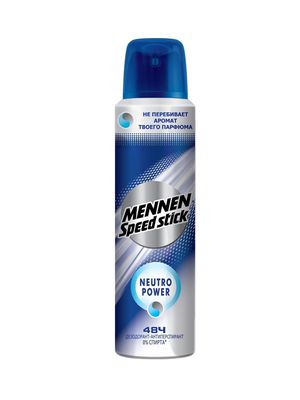 НЕ ПЕРЕБИВАЕТ
АРОМАТ
ТВОЕГО ПАРФЮМА
MENNEN
Speed stick
NEUTRO
POWER
48Ч
ДЕЗОДОРАНТ-АНТИПЕРСПИРАНТ
0% СПИРТА*